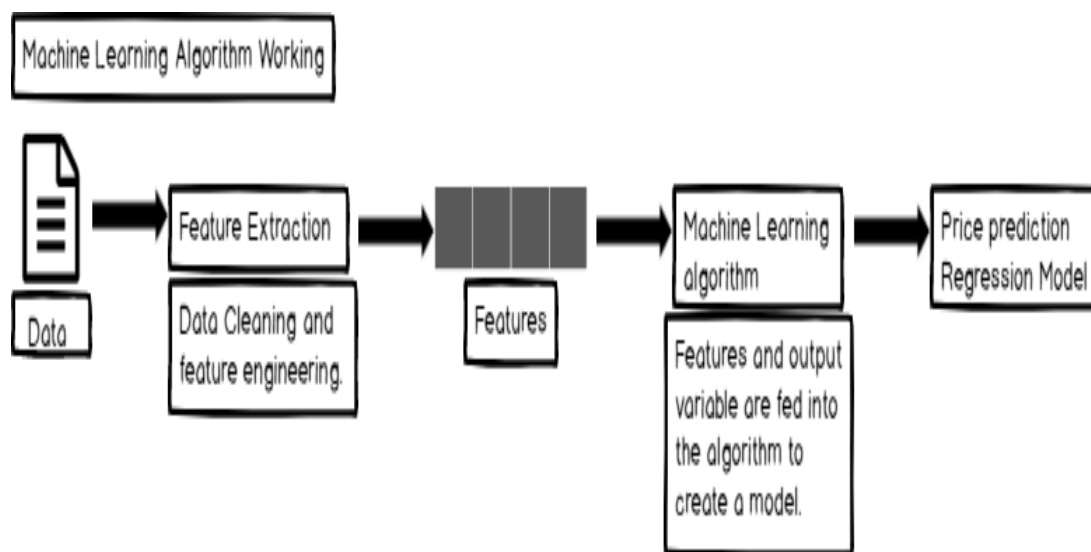 Machine Learning Algorithm Working
Data
Feature Extraction
Data Cleaning and
feature engineering.
Features
Machine Learning
algorithm
Features and output
variable are fed into
the algorithm to
create a model.
Price prediction
Regression Model